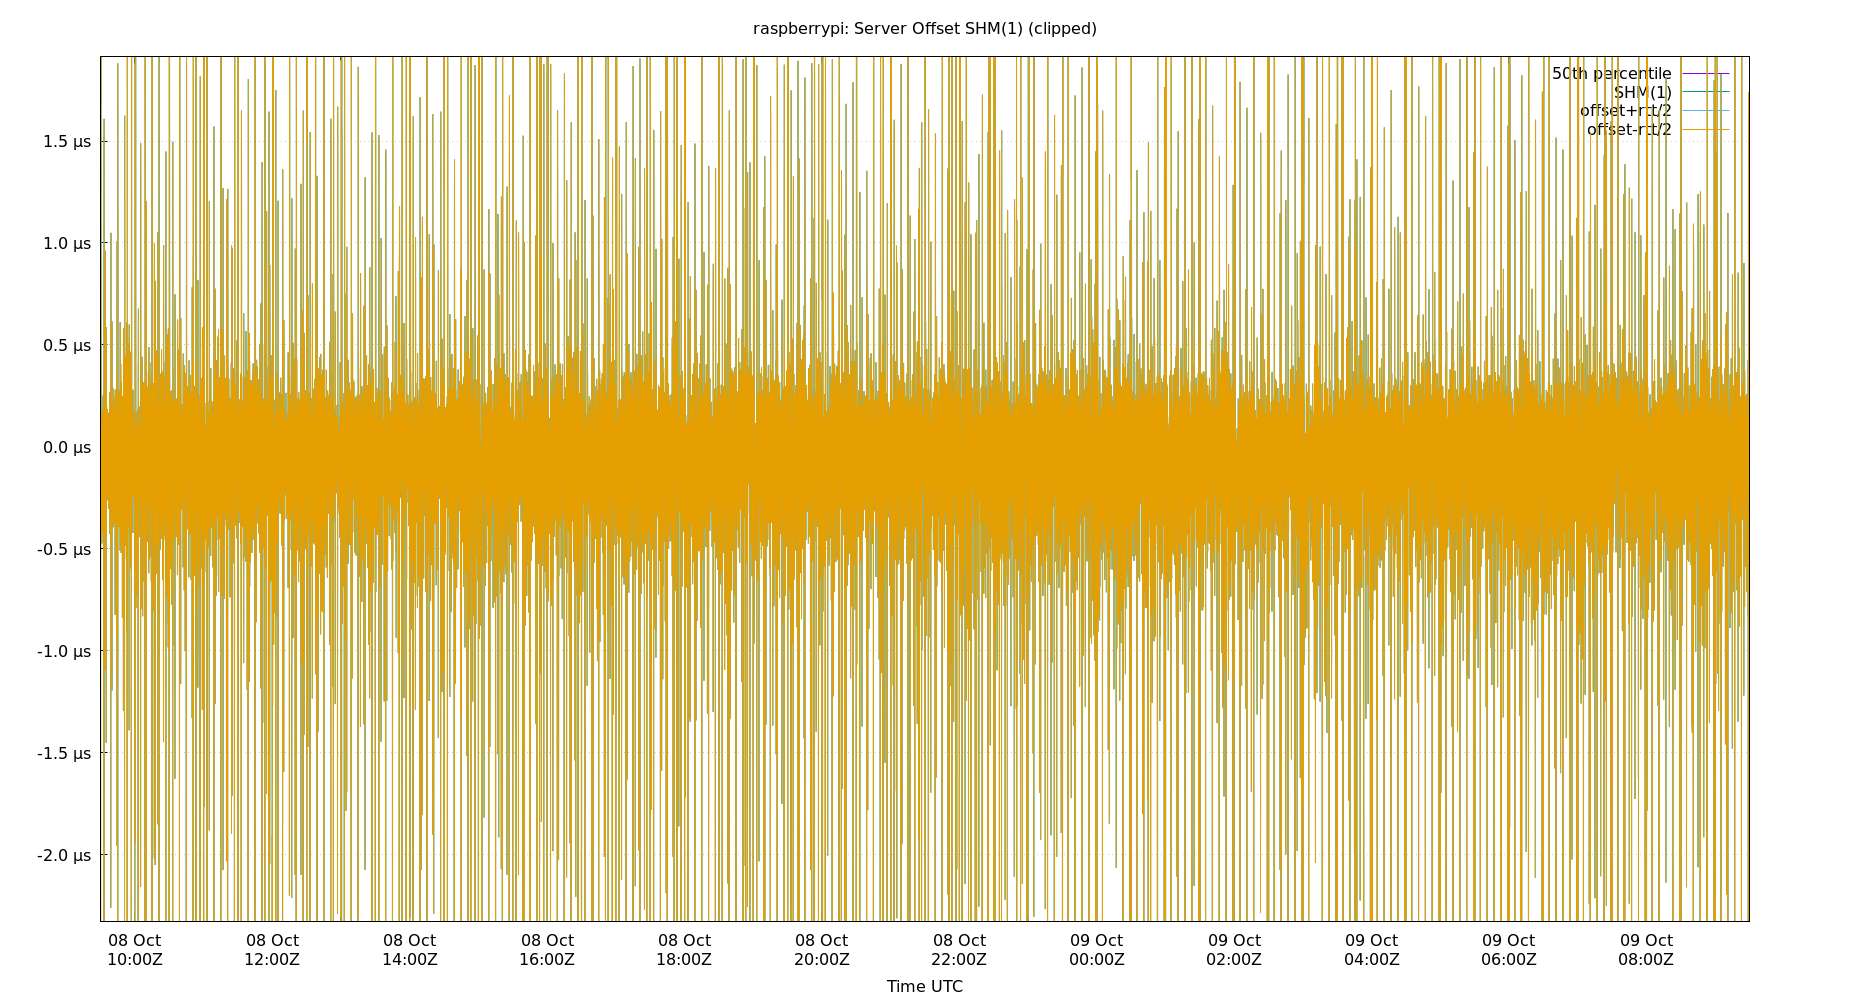 raspberrypi: Server Offset SHM(1) (clipped)
50th percentile
SHM(1)
offset+rtt/2
offset-rtt/2
1.5 µs
1.0 µs
0.5 µs
0.0 µs
-0.5 µs
-1.0 µs
-1.5 µs
-2.0 µs
08 Oct 08 Oct 08 Oct 08 Oct 08 Oct 08 Oct 08 Oct 09 Oct 09 Oct 09 Oct 09 Oct 09 Oct
10:00Z 12:00Z 14:00Z 16:00Z 18:00Z 20:00Z 22:00Z 00:00Z 02:00Z 04:00Z 06:00Z 08:00Z
Time UTC